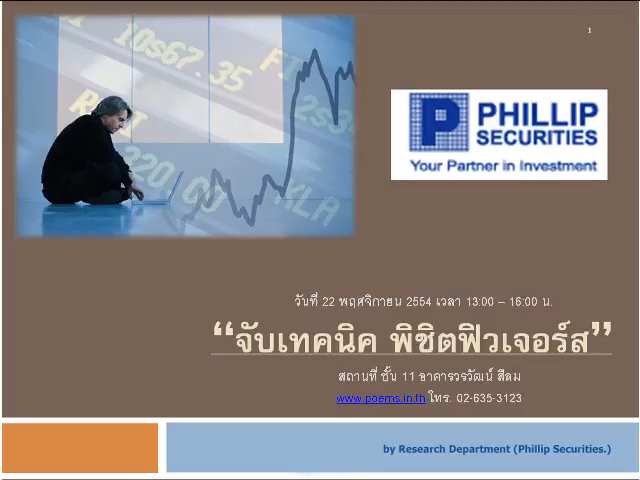 1
10s67.35
PHILLIP
SECURITIES
Your Partner in Investment
KLA
วันที่ 22 พฤศจิกายน 2554 เวลา 13:00 – 16:00 น.
“จับเทคนิค พิชิตฟิวเจอร์ส”
สถานที่ ชั้น 11 อาคารวรวัฒน์ สีลม
www.poems.in.th โทร. 02-635-3123
by Research Department (Phillip Securities.)